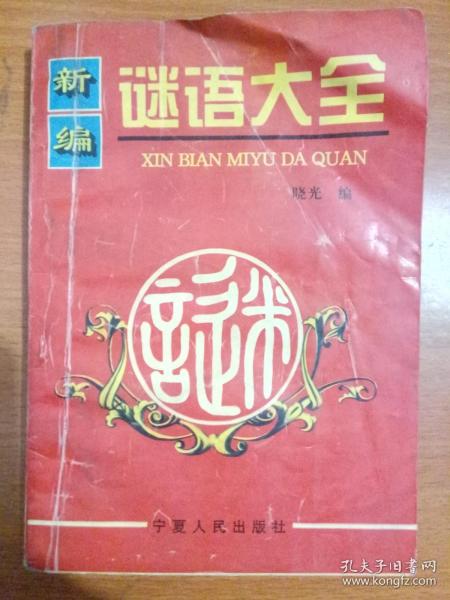 新编
谜语大全
XIN BIAN MIYU DA QUAN
晓光 编
謎
宁夏人民出版社
孔夫子旧书网
www.kongfz.com